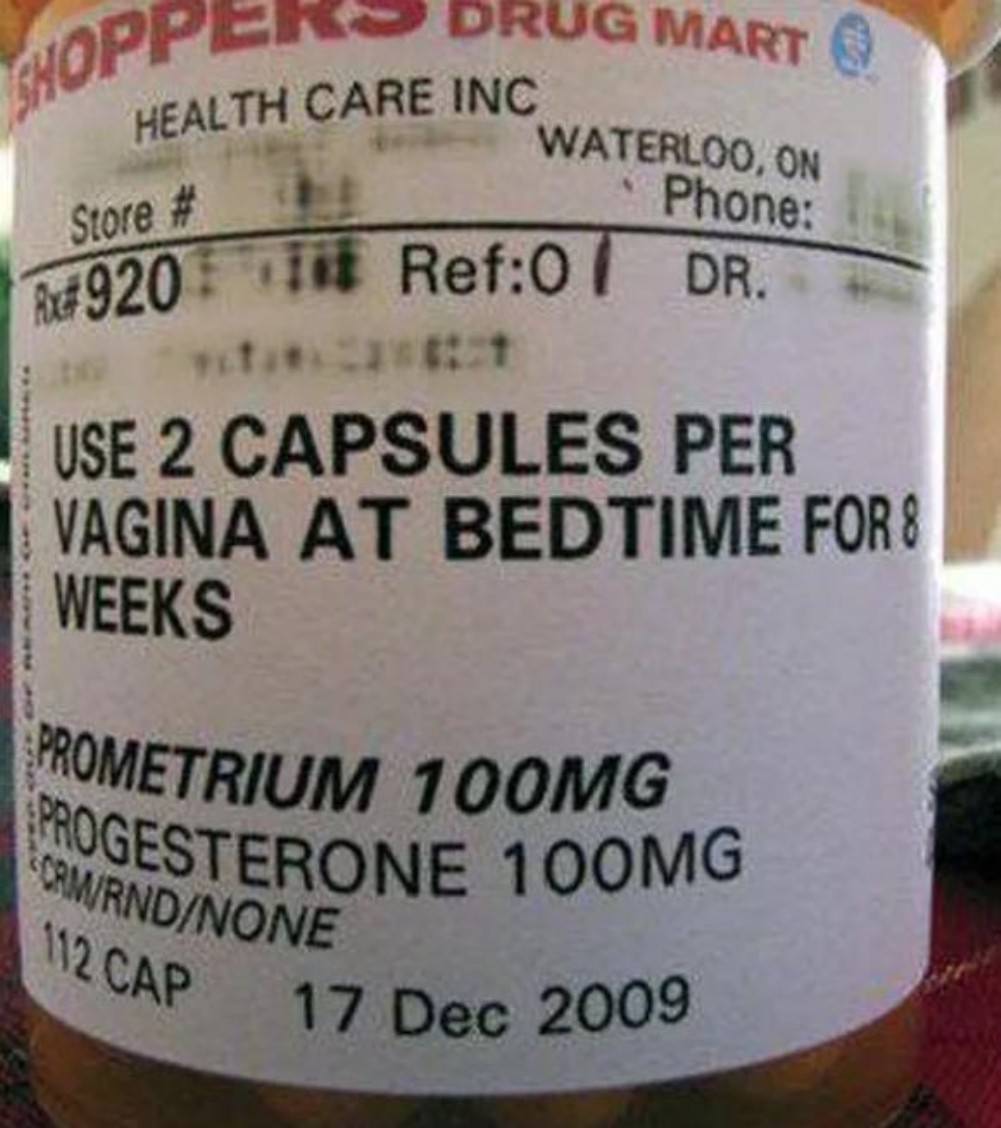 SHOPPERS DRUG MART
HEALTH CARE INC
WATERLOO, ON
Store # Phone:
Rx#920 Ref:0 1 DR.
USE 2 CAPSULES PER
VAGINA AT BEDTIME FOR 8
WEEKS
PROMETRIUM 100MG
PROGESTERONE 100MG
CRM/RND/NONE
112 CAP 17 Dec 2009